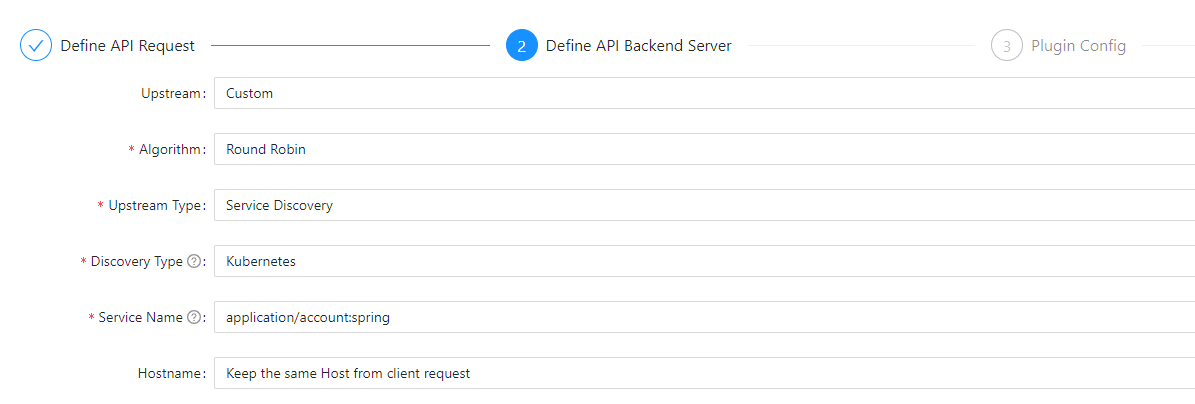 Define API Request 2 Define API Backend Server 3 Plugin Config
Upstream: Custom
* Algorithm: Round Robin
* Upstream Type: Service Discovery
* Discovery Type ?: Kubernetes
* Service Name ?: application/account:spring
Hostname: Keep the same Host from client request